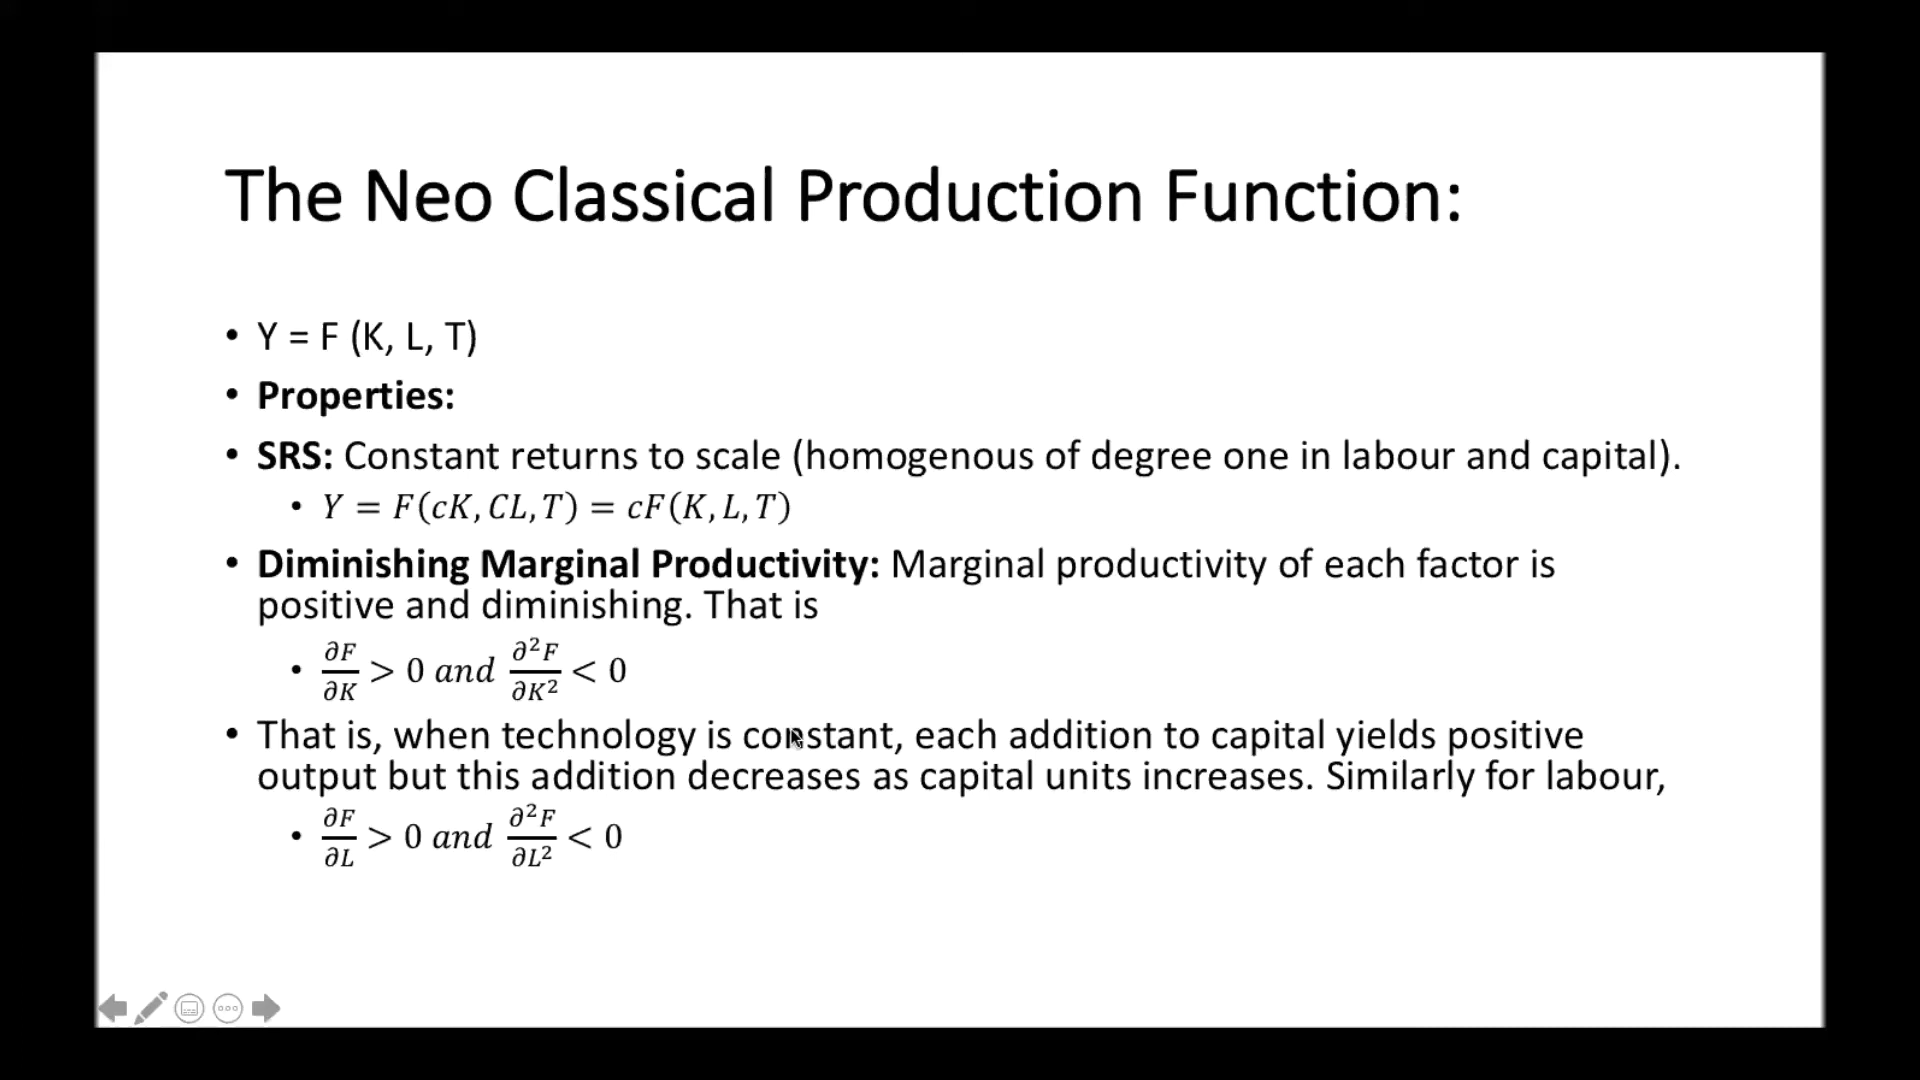 The Neo Classical Production Function:
• Y = F (K, L, T)
• Properties:
• SRS: Constant returns to scale (homogenous of degree one in labour and capital).
• Y = F(cK, CL, T) = cF(K, L, T)
• Diminishing Marginal Productivity: Marginal productivity of each factor is
positive and diminishing. That is
• ∂F/∂K > 0 and ∂²F/∂K² < 0
• That is, when technology is constant, each addition to capital yields positive
output but this addition decreases as capital units increases. Similarly for labour,
• ∂F/∂L > 0 and ∂²F/∂L² < 0